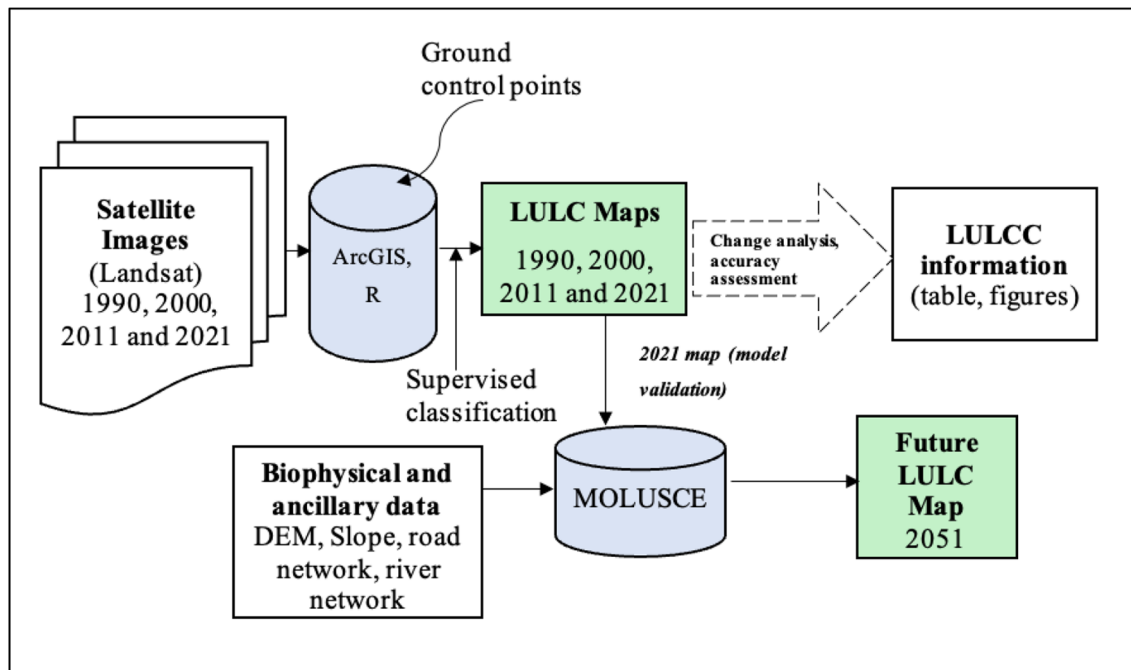 Ground
control points
Satellite
Images
(Landsat)
1990, 2000,
2011 and 2021
ArcGIS,
R
LULC Maps
1990, 2000,
2011 and 2021
Change analysis,
accuracy
assessment
LULCC
information
(table, figures)
Supervised
classification
2021 map (model
validation)
Biophysical and
ancillary data
DEM, Slope, road
network, river
network
MOLUSCE
Future
LULC
Map
2051